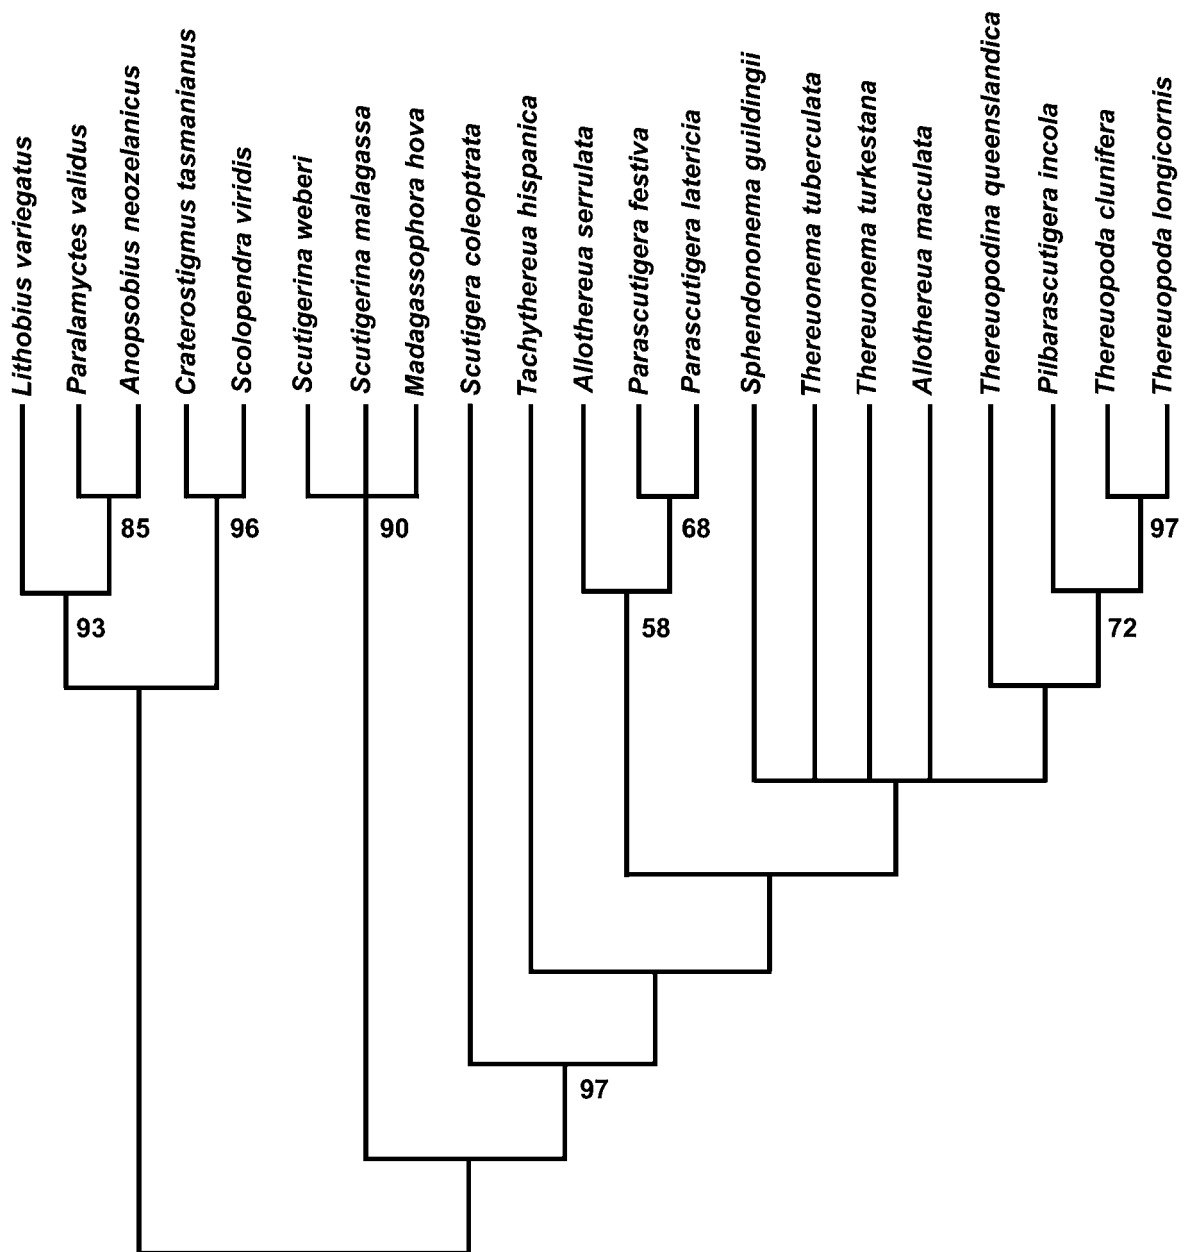 Lithobius variegatus
Paralamyctes validus
Anopsobius neozelanicus
Craterostigmus tasmanianus
Scolopendra viridis
Scutigerina weberi
Scutigerina malagassa
Madagassophora hova
Scutigera coleoptrata
Tachythereua hispanica
Allothereua serrulata
Parascutigera festiva
Parascutigera latericia
Sphendononema guildingii
Thereuonema tuberculata
Thereuonema turkestana
Allothereua maculata
Thereuopodina queenslandica
Pilbarascutigera incola
Thereuopoda clunifera
Thereuopoda longicornis
85
96
90
68
97
93
58
72
97